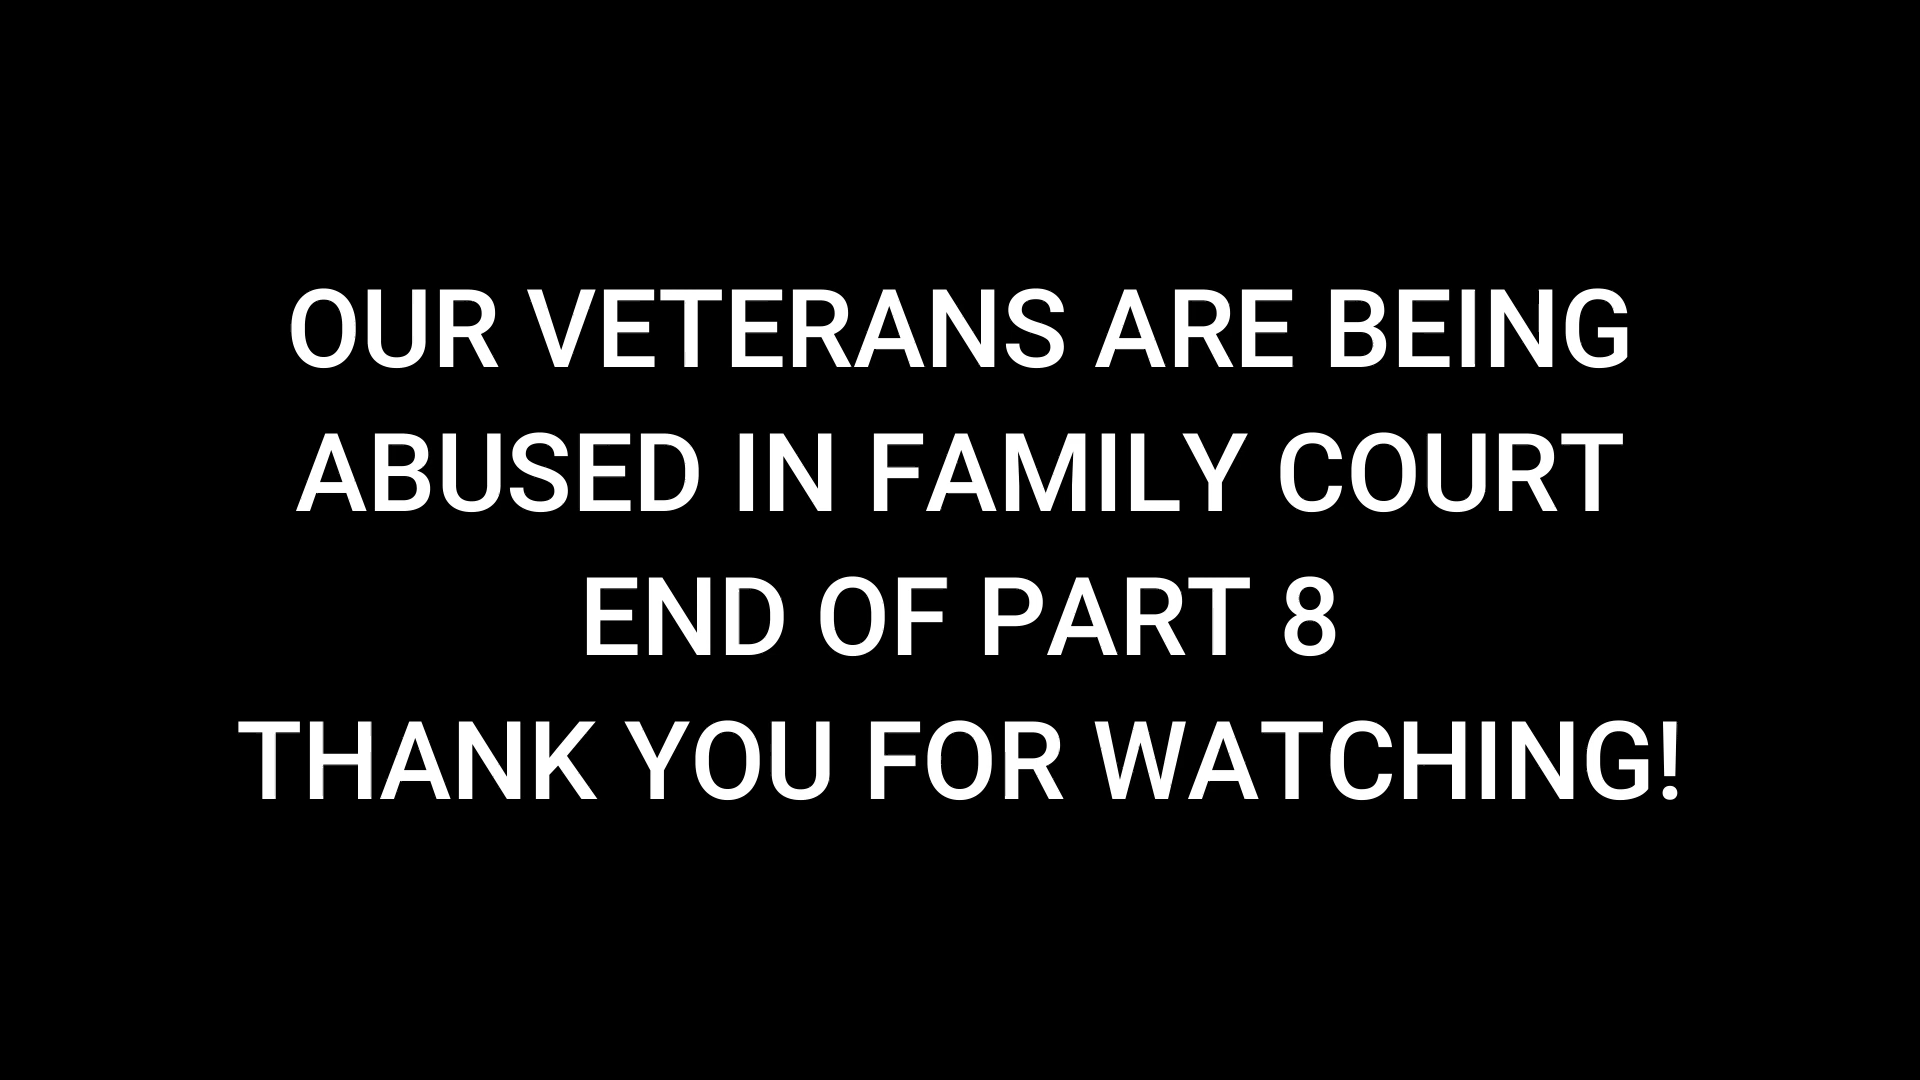 OUR VETERANS ARE BEING
ABUSED IN FAMILY COURT
END OF PART 8
THANK YOU FOR WATCHING!